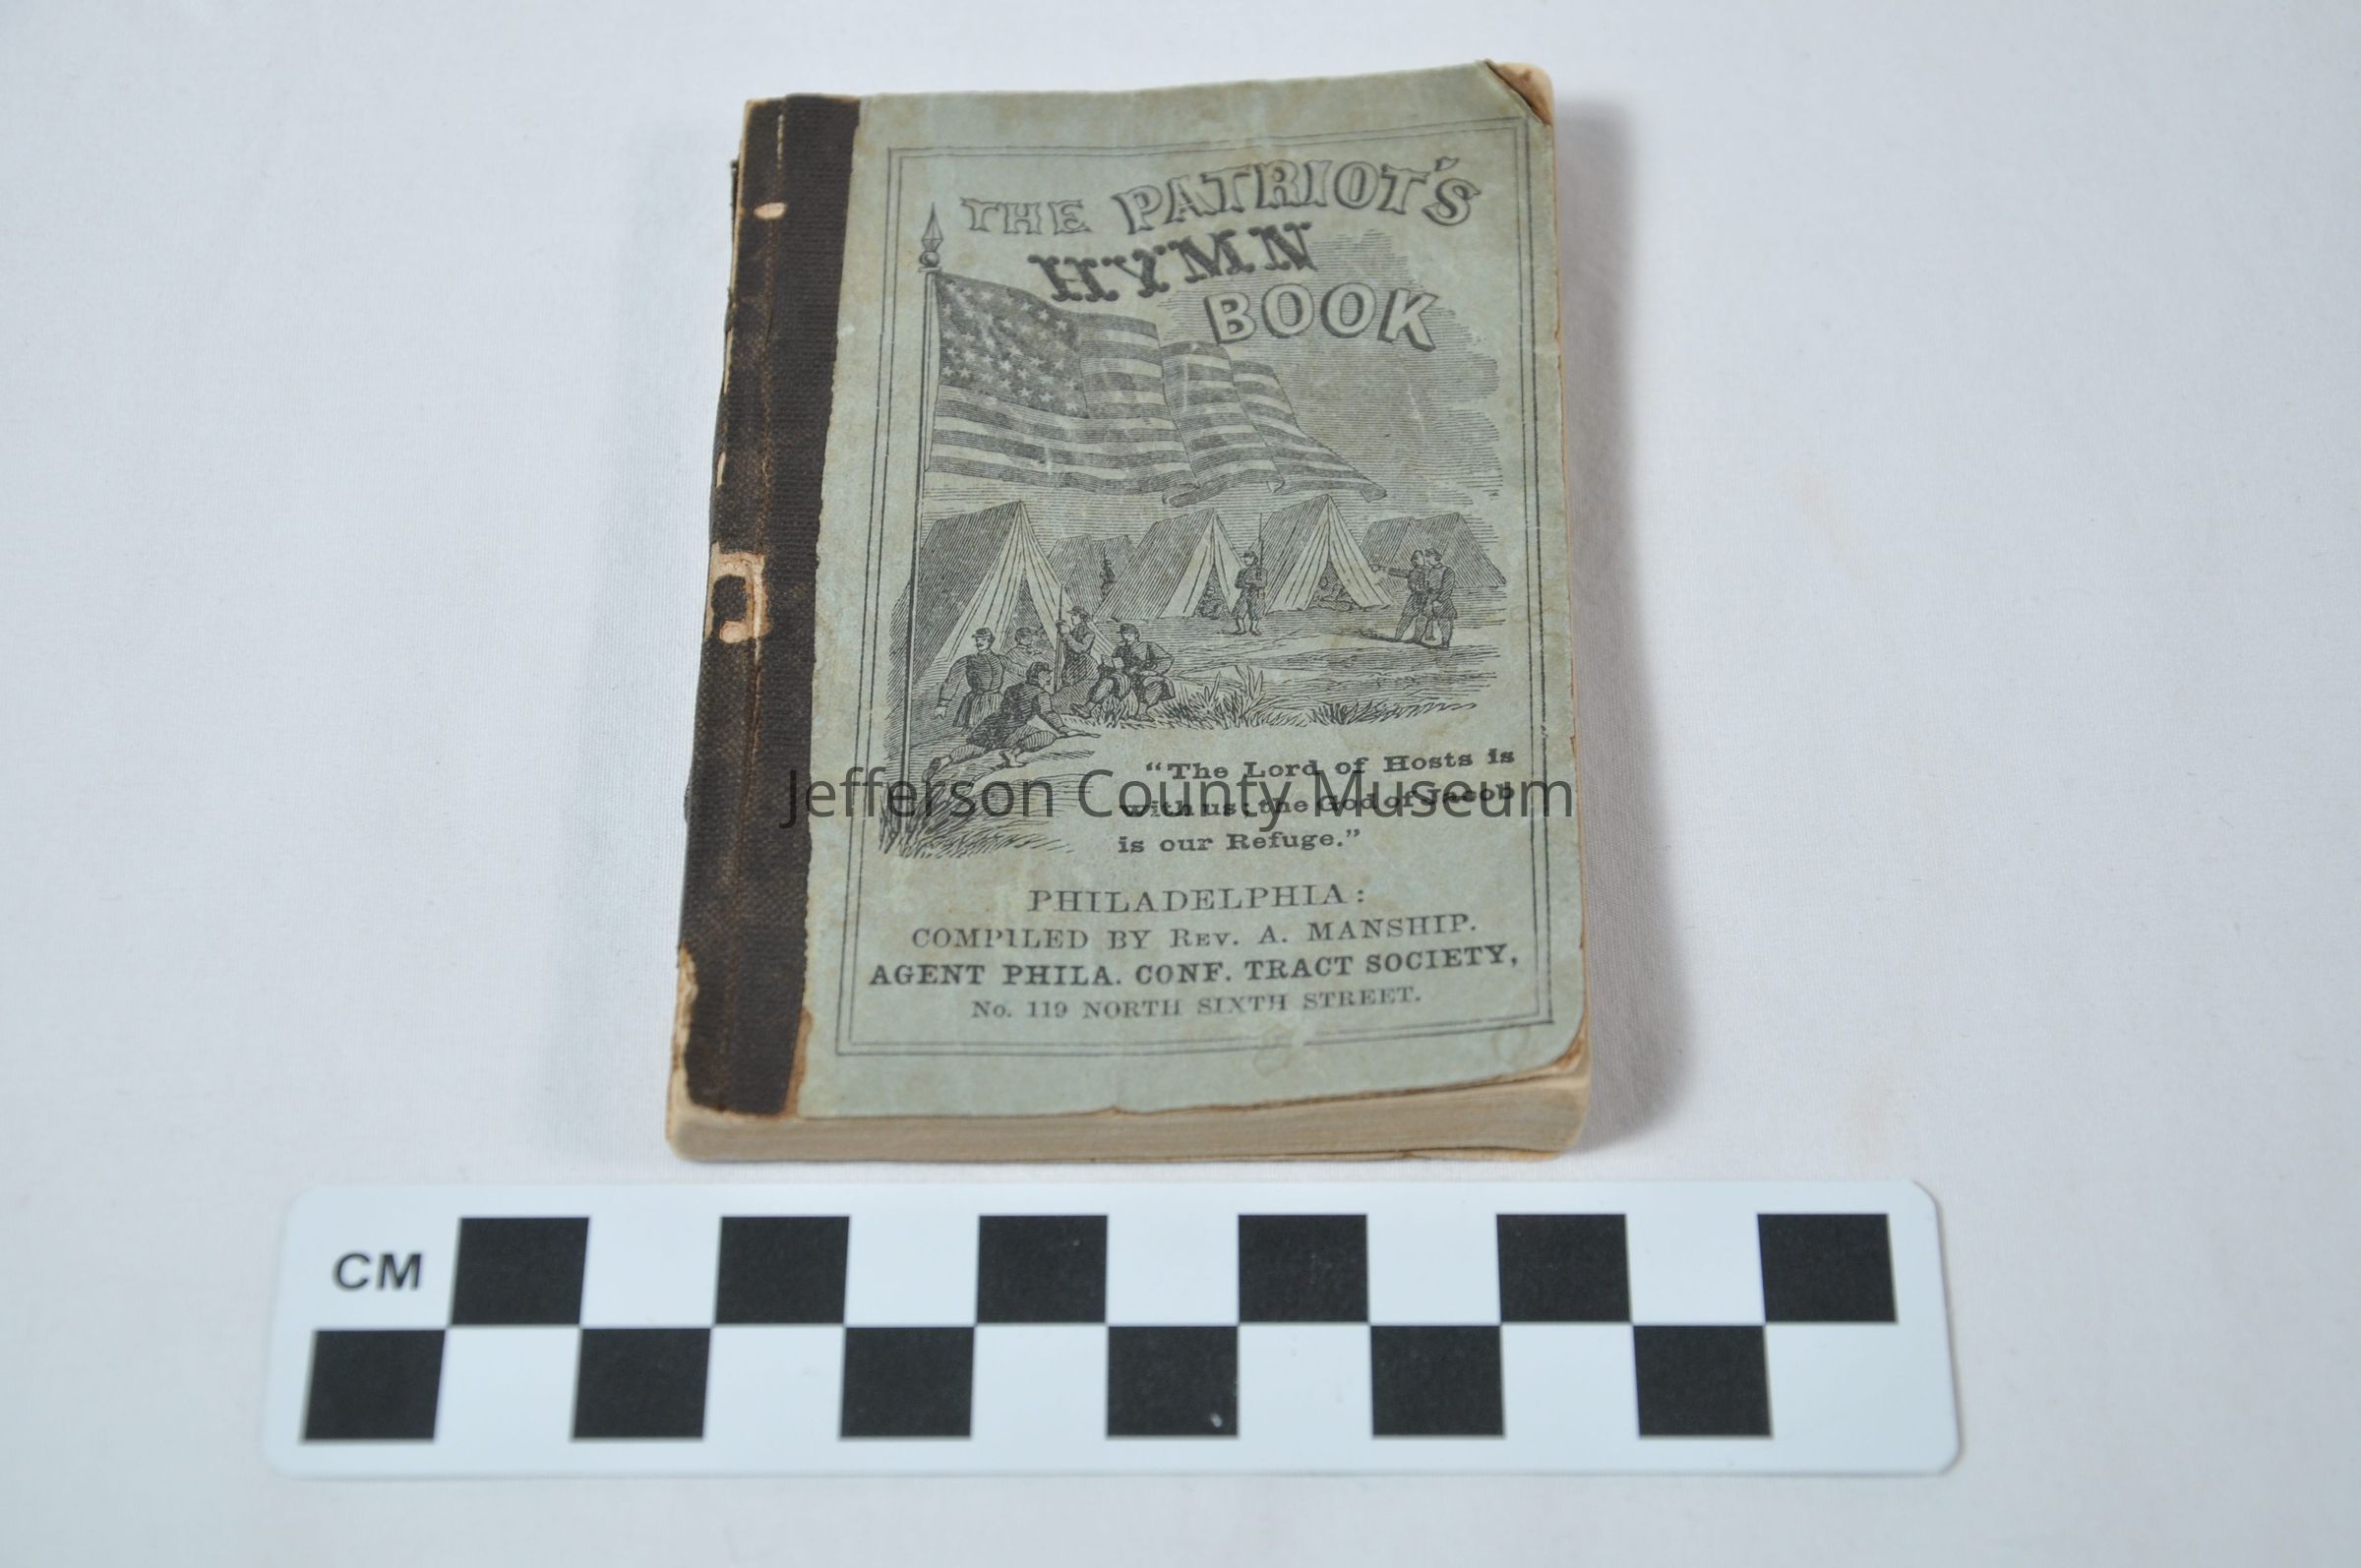 THE PATRIOT'S
HYMN
BOOK
"The Lord of Hosts is
with us; the God of Jacob
is our Refuge."
Jefferson County Museum
PHILADELPHIA:
COMPILED BY REV. A. MANSHIP.
AGENT PHILA. CONF. TRACT SOCIETY,
No. 119 NORTH SIXTH STREET.
CM